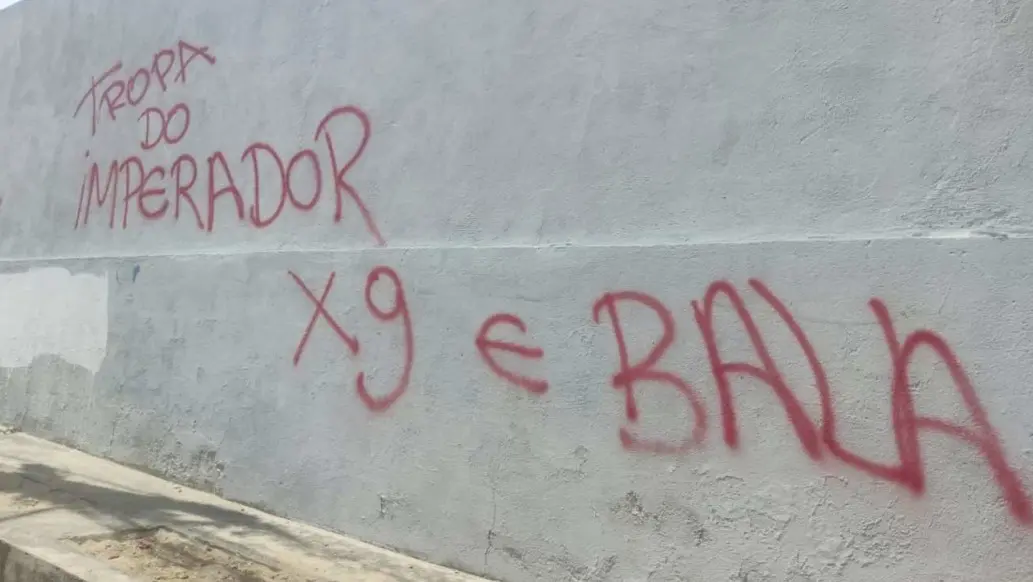 TROPA
DO
iMPERADOR
X9 E BALA